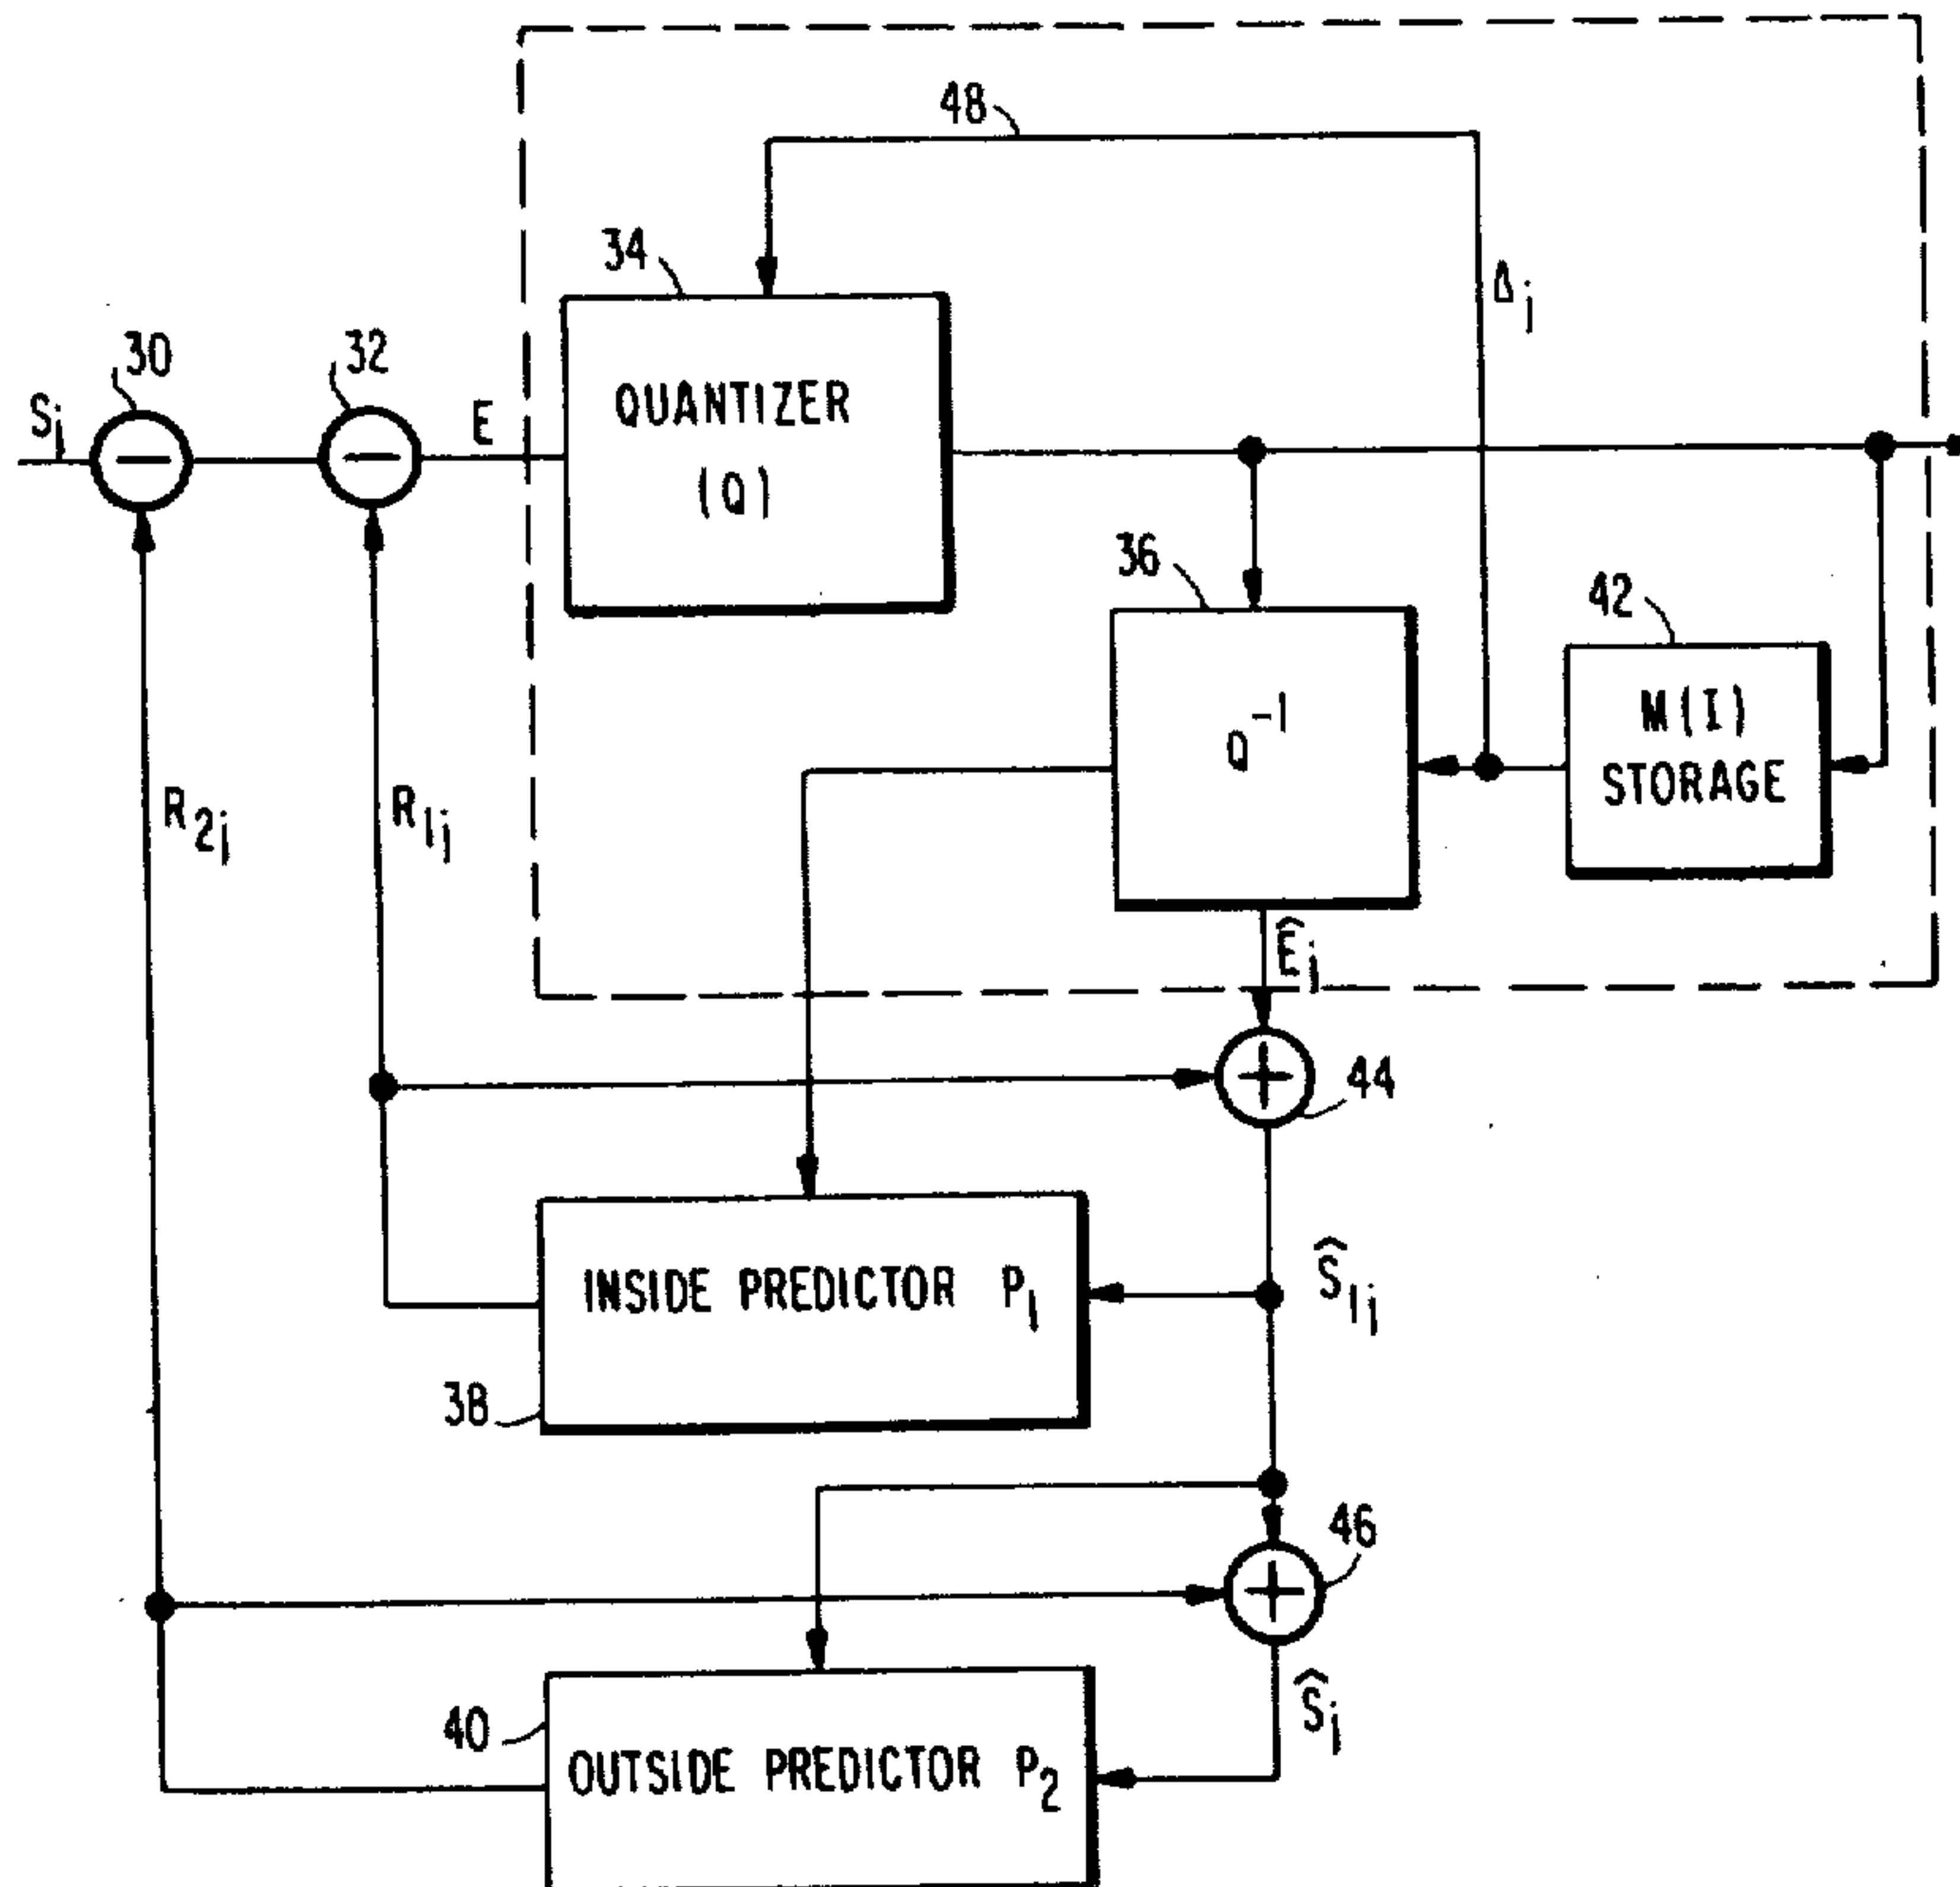 48
34
Δj
30
32
Sj
E
QUANTIZER
(Q)
36
42
Q⁻¹
M(I)
STORAGE
R2j
R1j
Êj
44
INSIDE PREDICTOR P1
Ŝ1j
38
46
40
Ŝj
OUTSIDE PREDICTOR P2